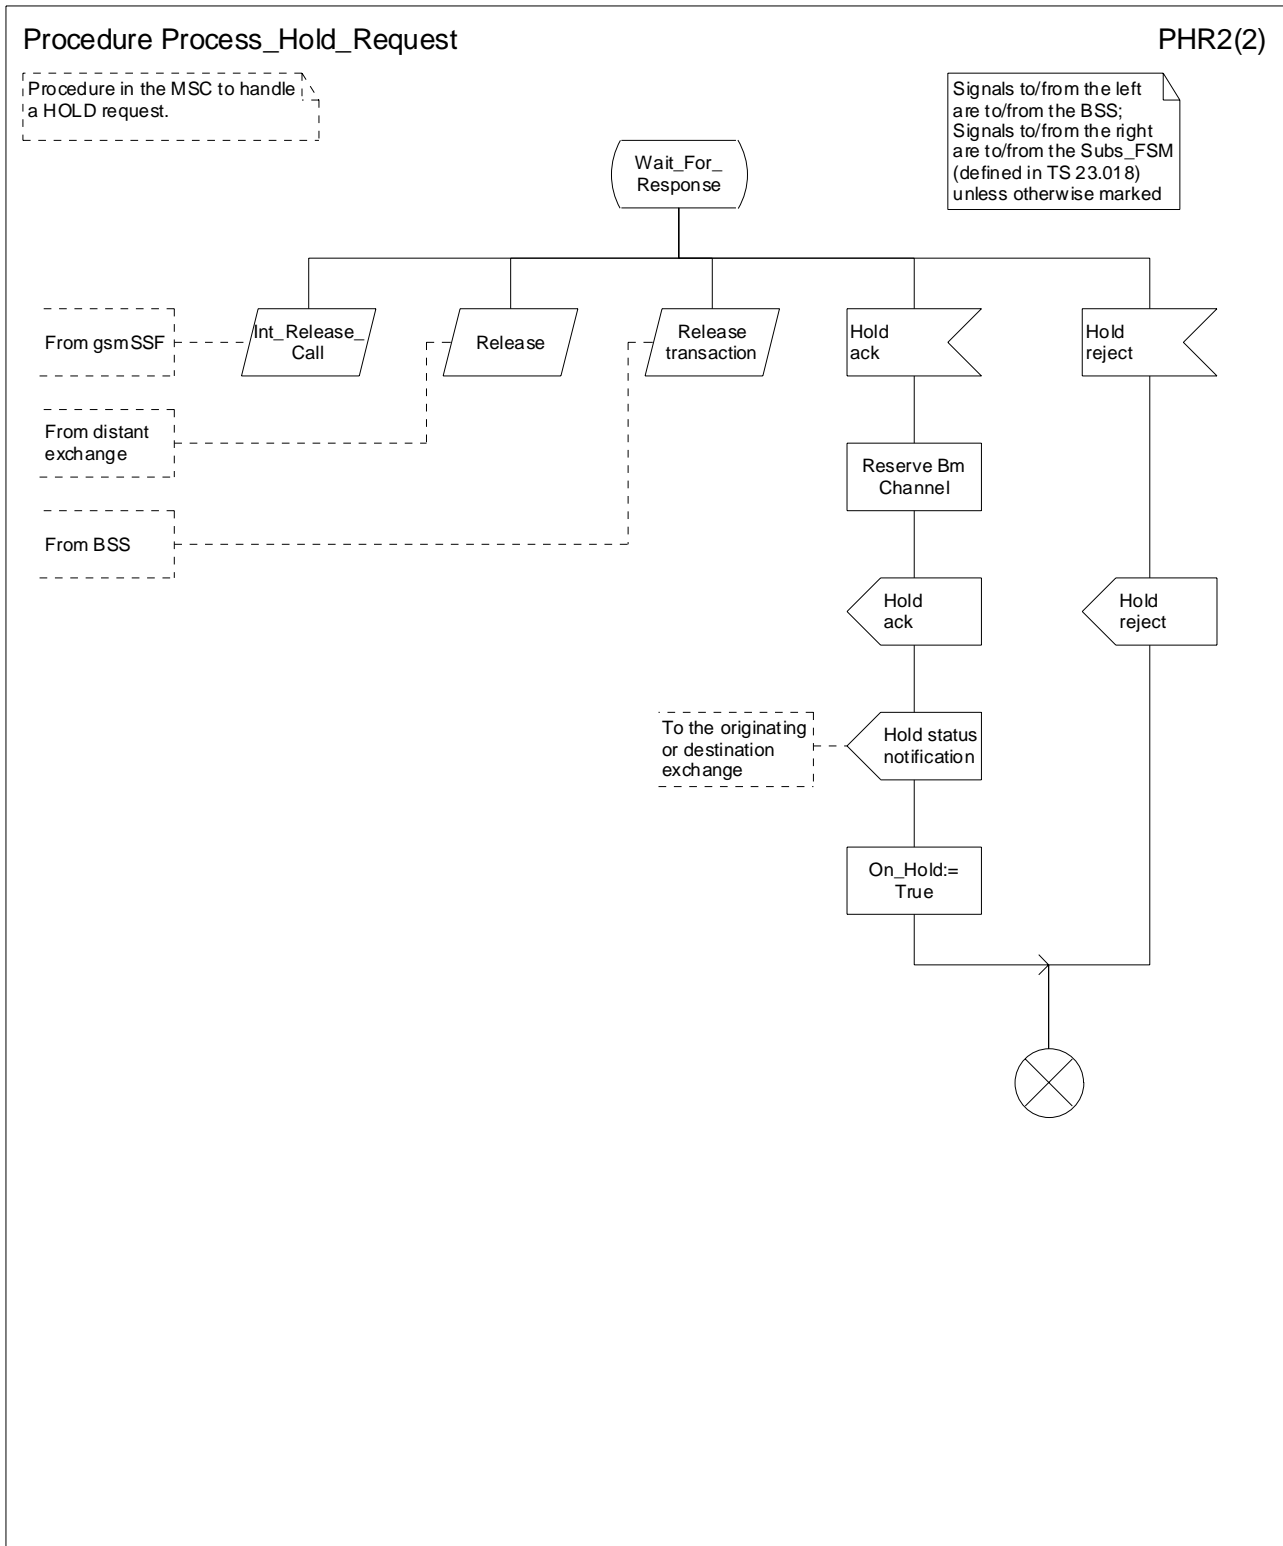 Procedure Process_Hold_Request
PHR2(2)
Procedure in the MSC to handle
a HOLD request.
Signals to/from the left
are to/from the BSS;
Signals to/from the right
are to/from the Subs_FSM
(defined in TS 23.018)
unless otherwise marked
Wait_For_
Response
From gsmSSF
Int_Release_
Call
Release
Release
transaction
Hold
ack
Hold
reject
From distant
exchange
Reserve Bm
Channel
From BSS
Hold
ack
Hold
reject
To the originating
or destination
exchange
Hold status
notification
On_Hold:=
True